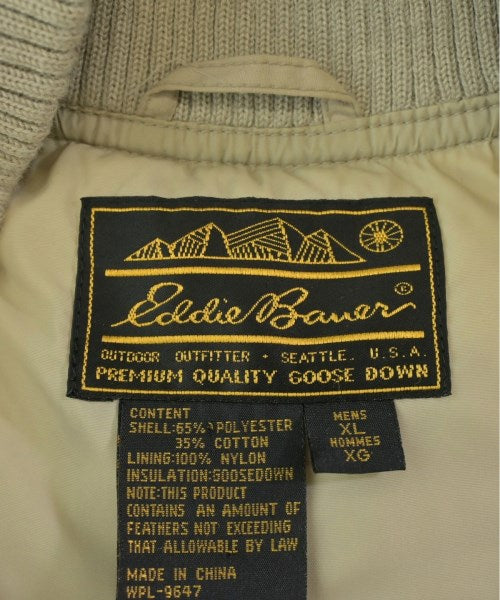 Eddie Bauer®
OUTDOOR OUTFITTER • SEATTLE, U.S.A.
PREMIUM QUALITY GOOSE DOWN
CONTENT
SHELL:65% POLYESTER
35% COTTON
LINING:100% NYLON
INSULATION:GOOSEDOWN
NOTE:THIS PRODUCT
CONTAINS AN AMOUNT OF
FEATHERS NOT EXCEEDING
THAT ALLOWABLE BY LAW
MADE IN CHINA
WPL-9647
MENS
XL
HOMMES
XG